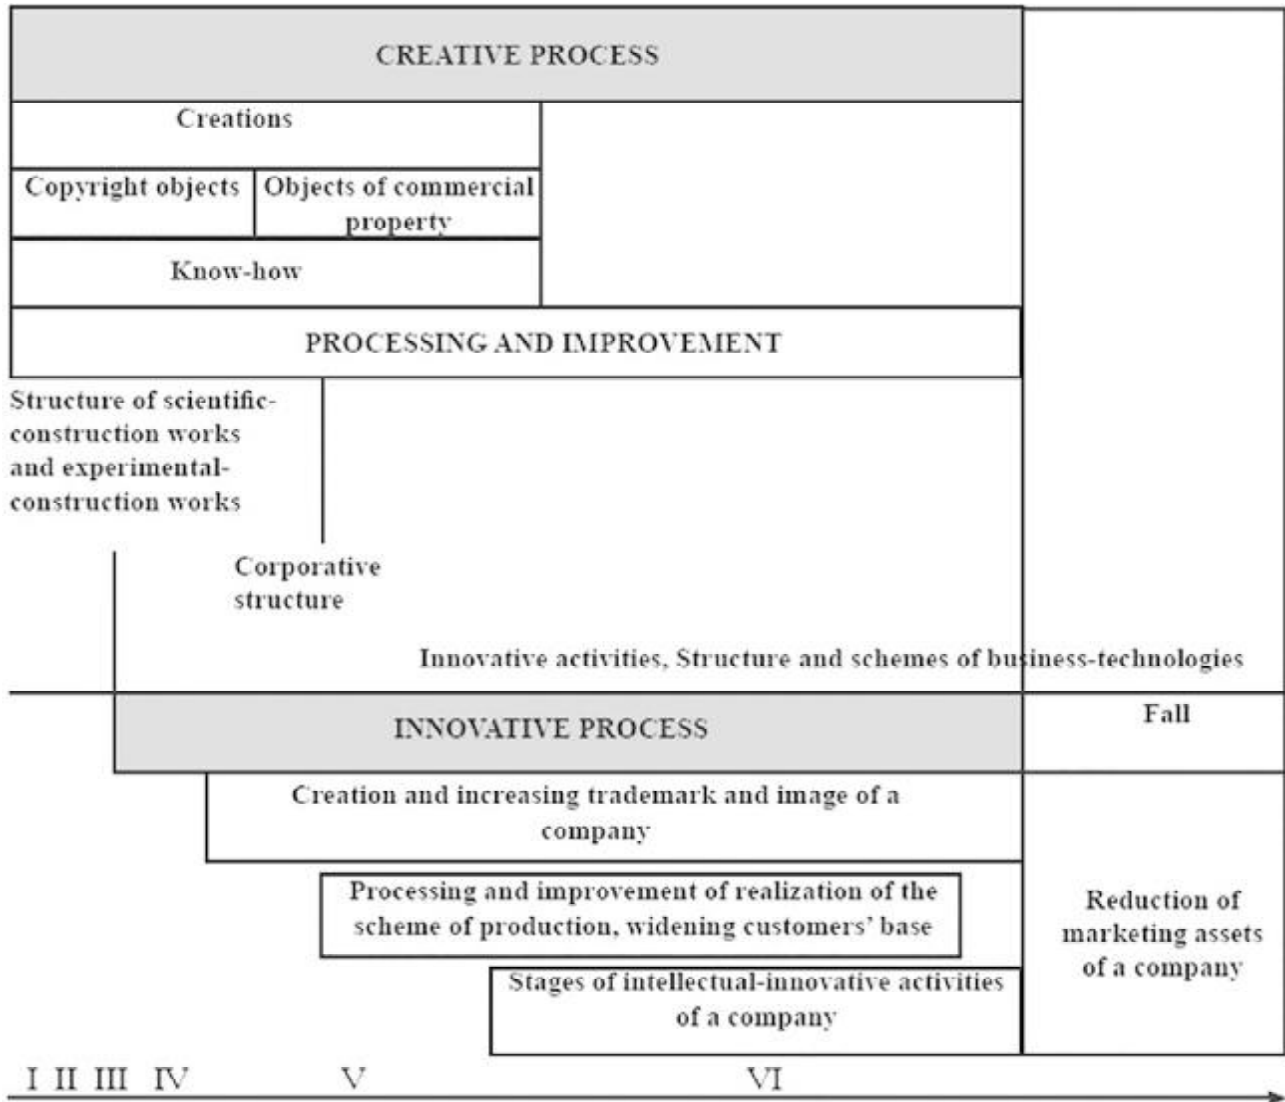 CREATIVE PROCESS
Creations
Copyright objects
Objects of commercial
property
Know-how
PROCESSING AND IMPROVEMENT
Structure of scientific-
construction works
and experimental-
construction works
Corporative
structure
Innovative activities, Structure and schemes of business-technologies
INNOVATIVE PROCESS
Fall
Creation and increasing trademark and image of a
company
Processing and improvement of realization of the
scheme of production, widening customers’ base
Stages of intellectual-innovative activities
of a company
Reduction of
marketing assets
of a company
I II III IV V VI